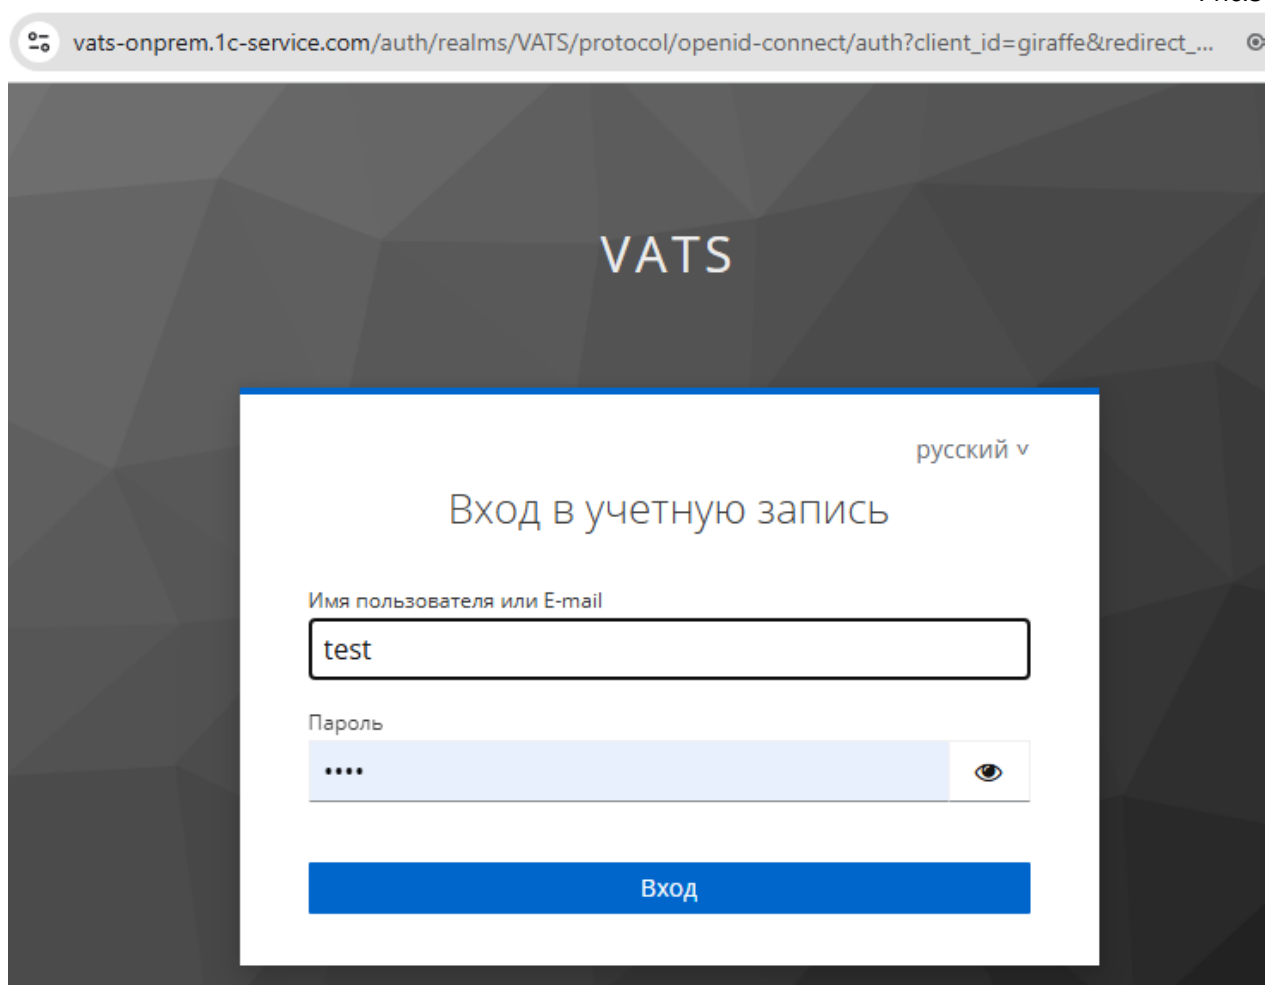 vats-onprem.1c-service.com/auth/realms/VATS/protocol/openid-connect/auth?client_id=giraffe&redirect_...
VATS
русский ˅
Вход в учетную запись
Имя пользователя или E-mail
test
Пароль
••••
Вход